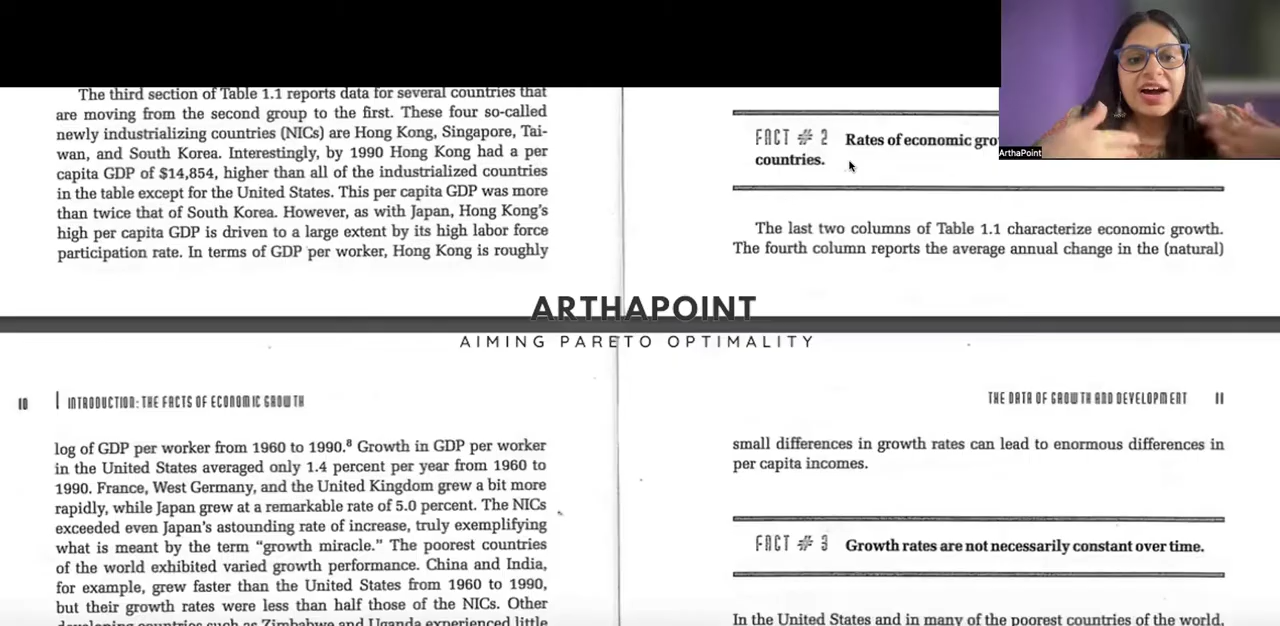 The third section of Table 1.1 reports data for several countries that
are moving from the second group to the first. These four so-called
newly industrializing countries (NICs) are Hong Kong, Singapore, Tai-
wan, and South Korea. Interestingly, by 1990 Hong Kong had a per
capita GDP of $14,854, higher than all of the industrialized countries
in the table except for the United States. This per capita GDP was more
than twice that of South Korea. However, as with Japan, Hong Kong's
high per capita GDP is driven to a large extent by its high labor force
participation rate. In terms of GDP per worker, Hong Kong is roughly
FACT # 2 Rates of economic gro
countries.
The last two columns of Table 1.1 characterize economic growth.
The fourth column reports the average annual change in the (natural)
ArthaPoint
ARTHAPOINT
AIMING PARETO OPTIMALITY
10 INTRODUCTION: THE FACTS OF ECONOMIC GROWTH
log of GDP per worker from 1960 to 1990.⁸ Growth in GDP per worker
in the United States averaged only 1.4 percent per year from 1960 to
1990. France, West Germany, and the United Kingdom grew a bit more
rapidly, while Japan grew at a remarkable rate of 5.0 percent. The NICs
exceeded even Japan's astounding rate of increase, truly exemplifying
what is meant by the term "growth miracle." The poorest countries
of the world exhibited varied growth performance. China and India,
for example, grew faster than the United States from 1960 to 1990,
but their growth rates were less than half those of the NICs. Other
developing countries such as Zimbabwe and Uganda experienced little
THE DATA OF GROWTH AND DEVELOPMENT 11
small differences in growth rates can lead to enormous differences in
per capita incomes.
FACT # 3 Growth rates are not necessarily constant over time.
In the United States and in many of the poorest countries of the world,